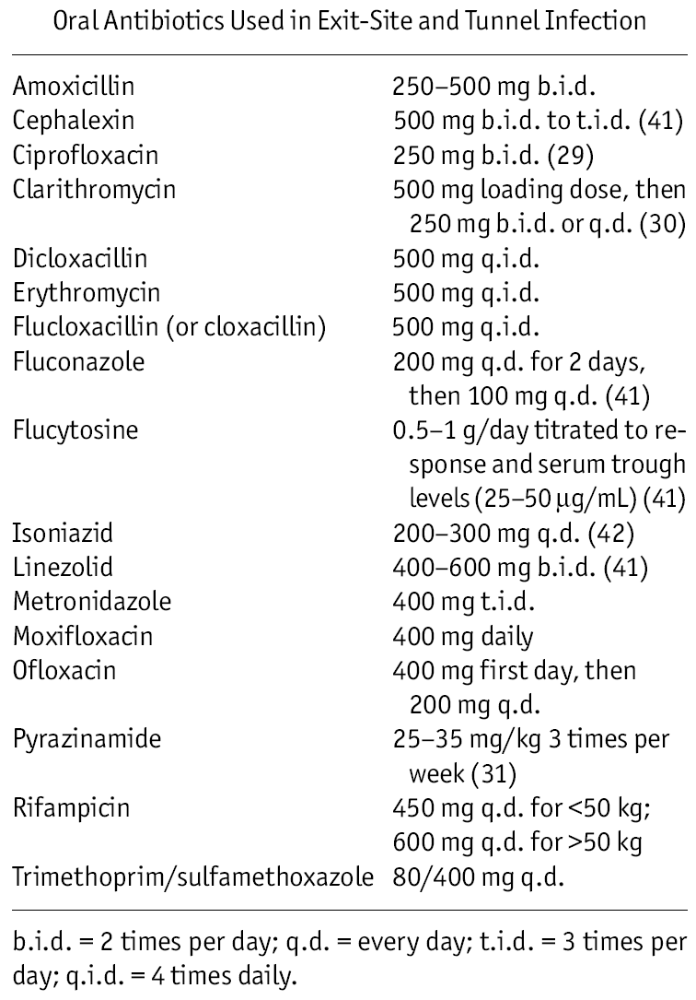 Oral Antibiotics Used in Exit-Site and Tunnel Infection
Amoxicillin 250–500 mg b.i.d.
Cephalexin 500 mg b.i.d. to t.i.d. (41)
Ciprofloxacin 250 mg b.i.d. (29)
Clarithromycin 500 mg loading dose, then
250 mg b.i.d. or q.d. (30)
Dicloxacillin 500 mg q.i.d.
Erythromycin 500 mg q.i.d.
Flucloxacillin (or cloxacillin) 500 mg q.i.d.
Fluconazole 200 mg q.d. for 2 days,
then 100 mg q.d. (41)
Flucytosine 0.5–1 g/day titrated to re-
sponse and serum trough
levels (25–50 µg/mL) (41)
Isoniazid 200–300 mg q.d. (42)
Linezolid 400–600 mg b.i.d. (41)
Metronidazole 400 mg t.i.d.
Moxifloxacin 400 mg daily
Ofloxacin 400 mg first day, then
200 mg q.d.
Pyrazinamide 25–35 mg/kg 3 times per
week (31)
Rifampicin 450 mg q.d. for <50 kg;
600 mg q.d. for >50 kg
Trimethoprim/sulfamethoxazole 80/400 mg q.d.
b.i.d. = 2 times per day; q.d. = every day; t.i.d. = 3 times per
day; q.i.d. = 4 times daily.